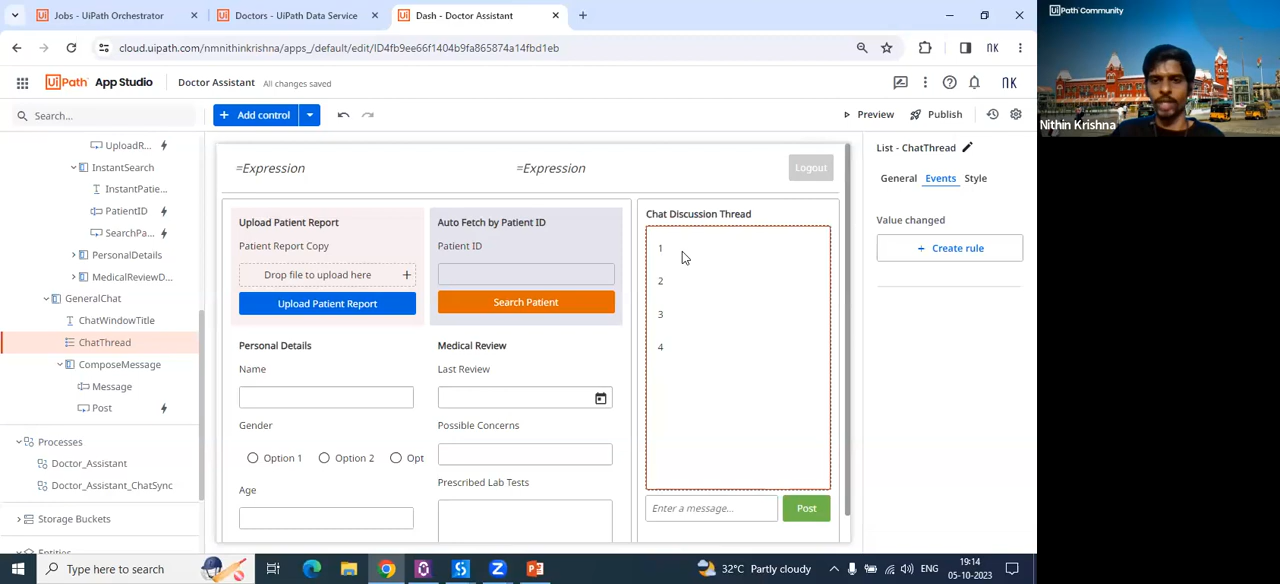 Jobs - UiPath Orchestrator
Doctors - UiPath Data Service
Dash - Doctor Assistant
cloud.uipath.com/nmnithinkrishna/apps_/default/edit/ID4fb9ee66f1404b9fa865874a14fbd1eb
NK
UiPath Community
Nithin Krishna
UiPath App Studio
Doctor Assistant
All changes saved
NK
Search...
Add control
Preview
Publish
UploadR...
InstantSearch
InstantPatie...
PatientID
SearchPa...
PersonalDetails
MedicalReviewD...
GeneralChat
ChatWindowTitle
ChatThread
ComposeMessage
Message
Post
Processes
Doctor_Assistant
Doctor_Assistant_ChatSync
Storage Buckets
Entities
=Expression
=Expression
Logout
Upload Patient Report
Patient Report Copy
Drop file to upload here
Upload Patient Report
Auto Fetch by Patient ID
Patient ID
Search Patient
Personal Details
Name
Gender
Option 1
Option 2
Opt
Age
Medical Review
Last Review
Possible Concerns
Prescribed Lab Tests
Chat Discussion Thread
1
2
3
4
Enter a message...
Post
List - ChatThread
General
Events
Style
Value changed
Create rule
Type here to search
32°C Partly cloudy
ENG
19:14
05-10-2023